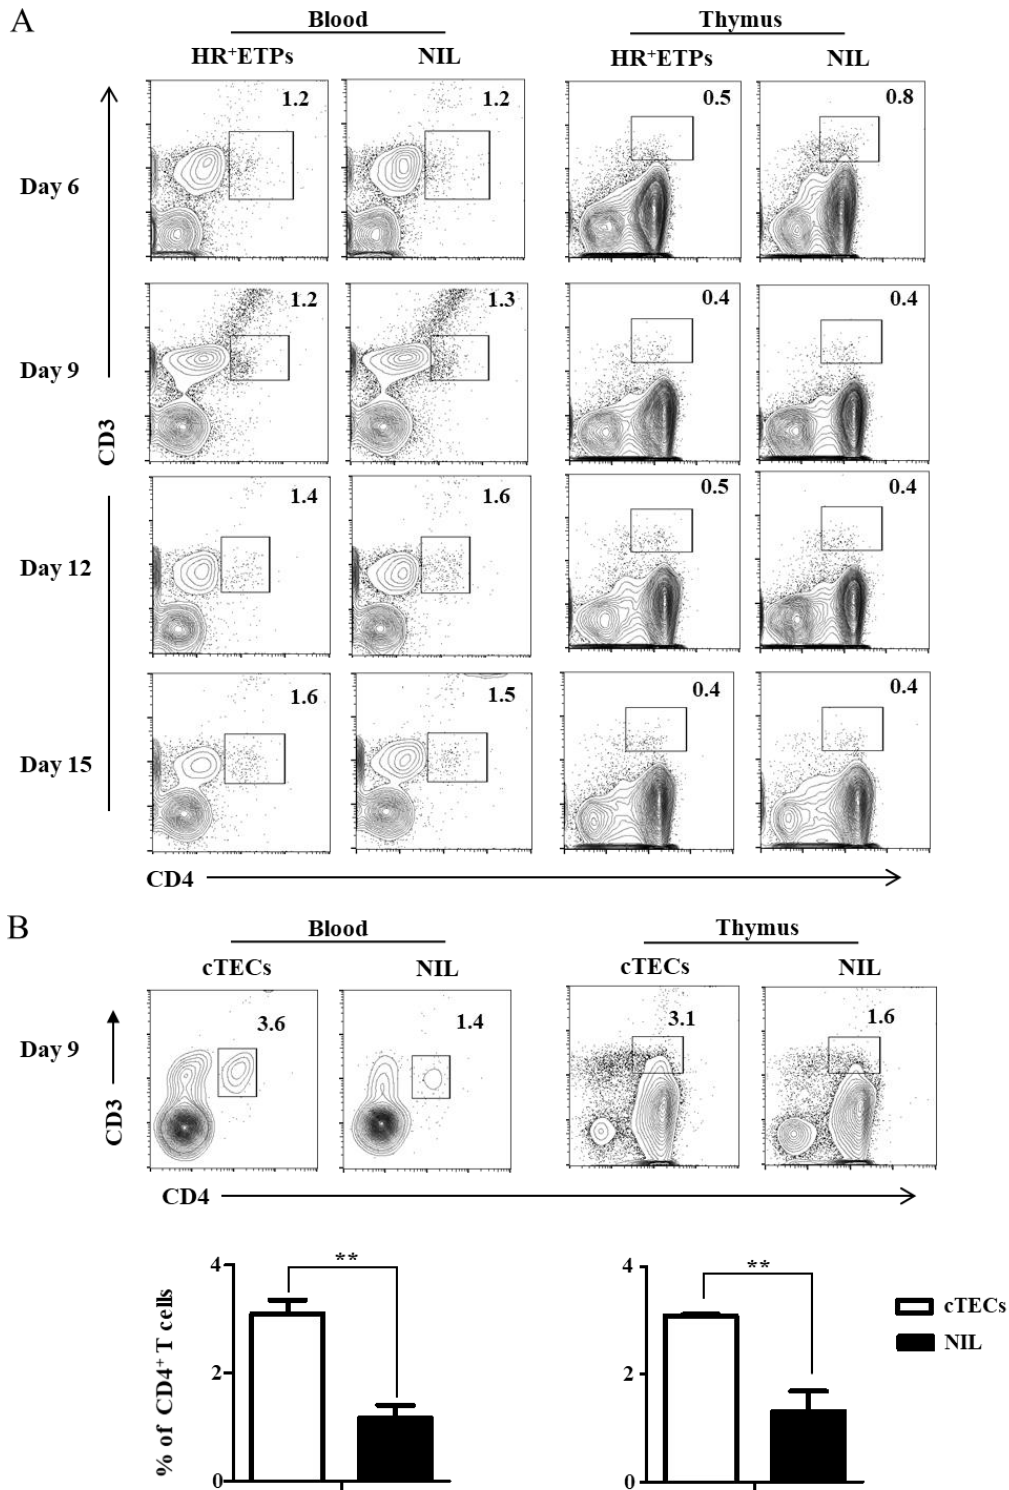 A
Blood
Thymus
HR⁺ETPs
NIL
HR⁺ETPs
NIL
Day 6
1.2
1.2
0.5
0.8
Day 9
1.2
1.3
0.4
0.4
CD3
Day 12
1.4
1.6
0.5
0.4
Day 15
1.6
1.5
0.4
0.4
CD4
B
Blood
Thymus
cTECs
NIL
cTECs
NIL
Day 9
3.6
1.4
3.1
1.6
CD3
CD4
% of CD4⁺ T cells
4
2
0
**
4
2
0
**
cTECs
NIL